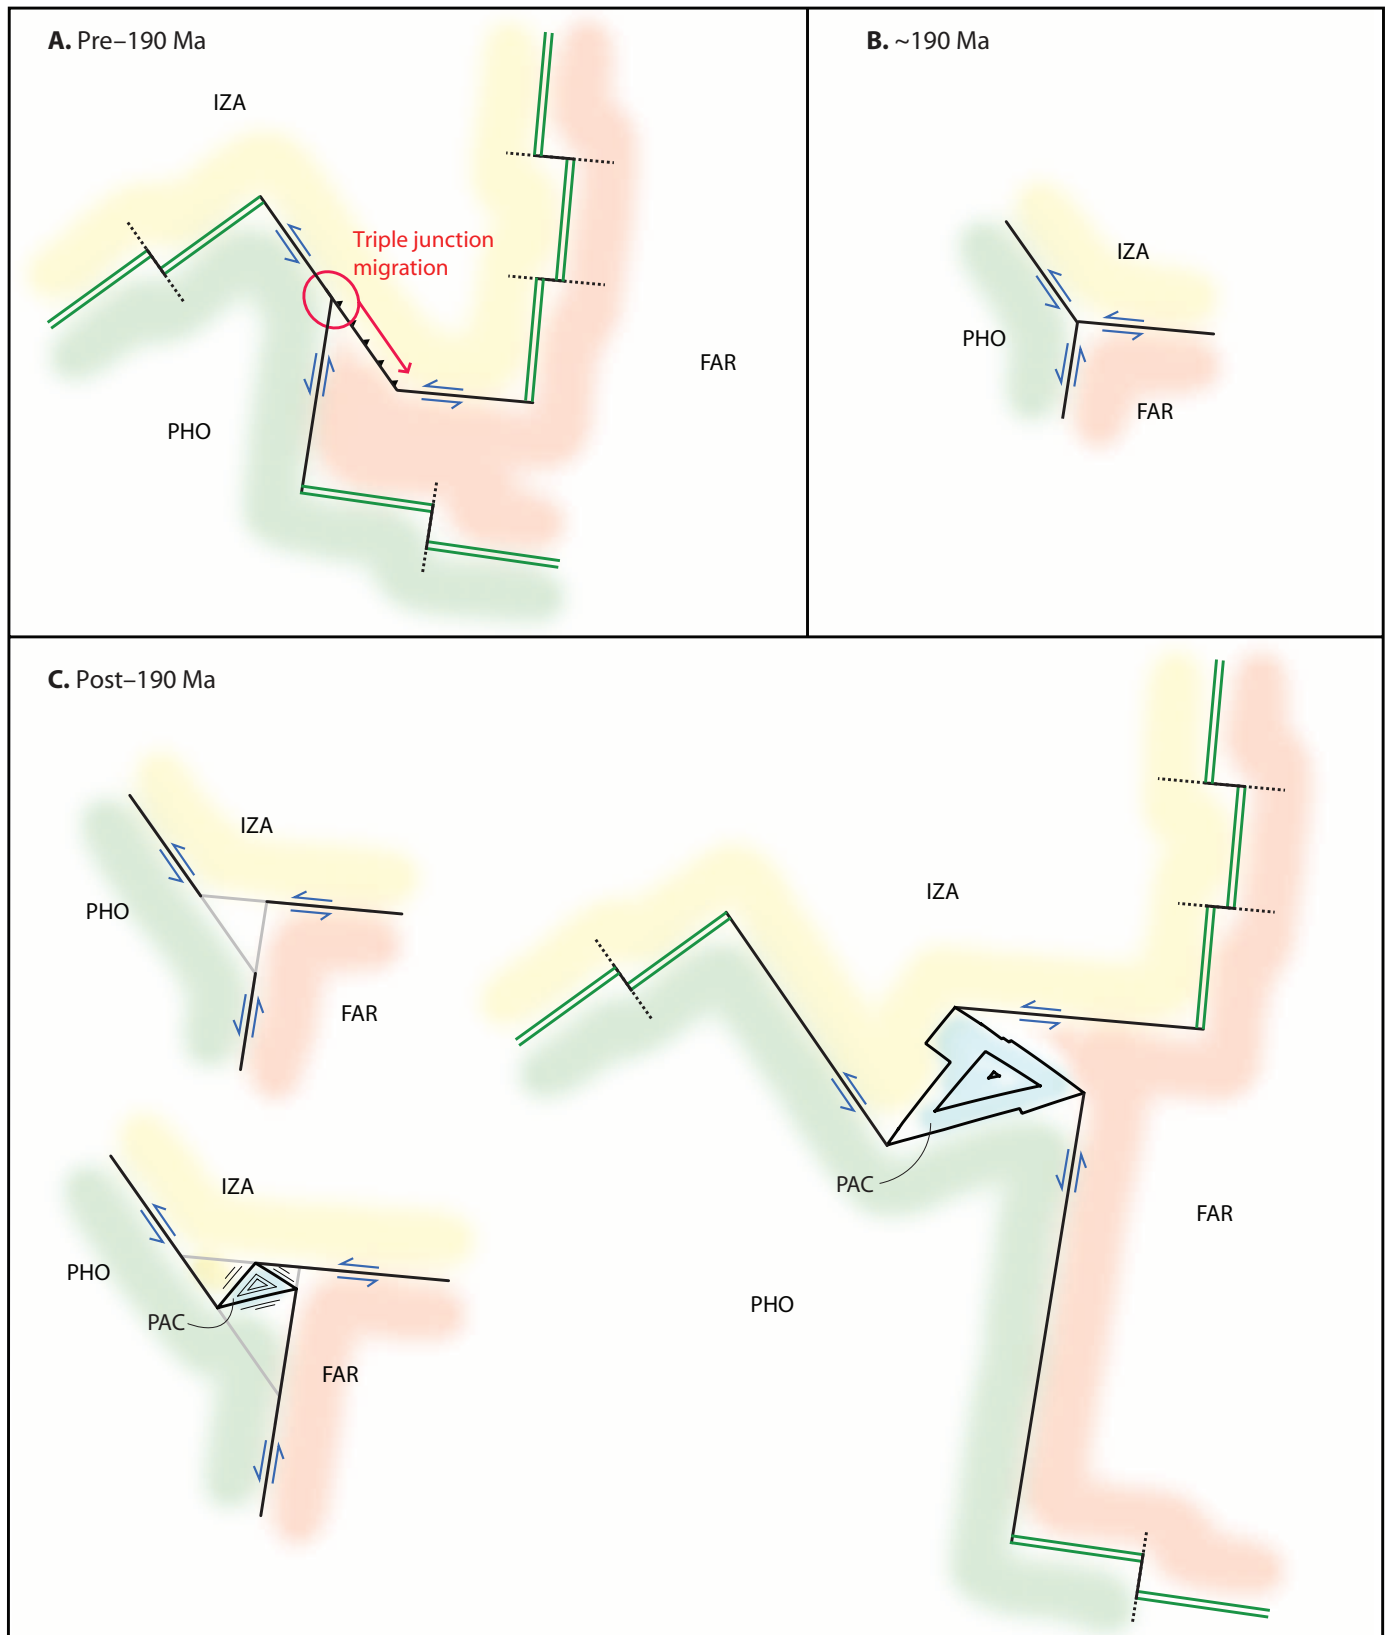 A. Pre–190 Ma
IZA
Triple junction
migration
FAR
PHO
B. ~190 Ma
IZA
PHO
FAR
C. Post–190 Ma
IZA
PHO
FAR
IZA
PHO
PAC
FAR
IZA
PAC
FAR
PHO